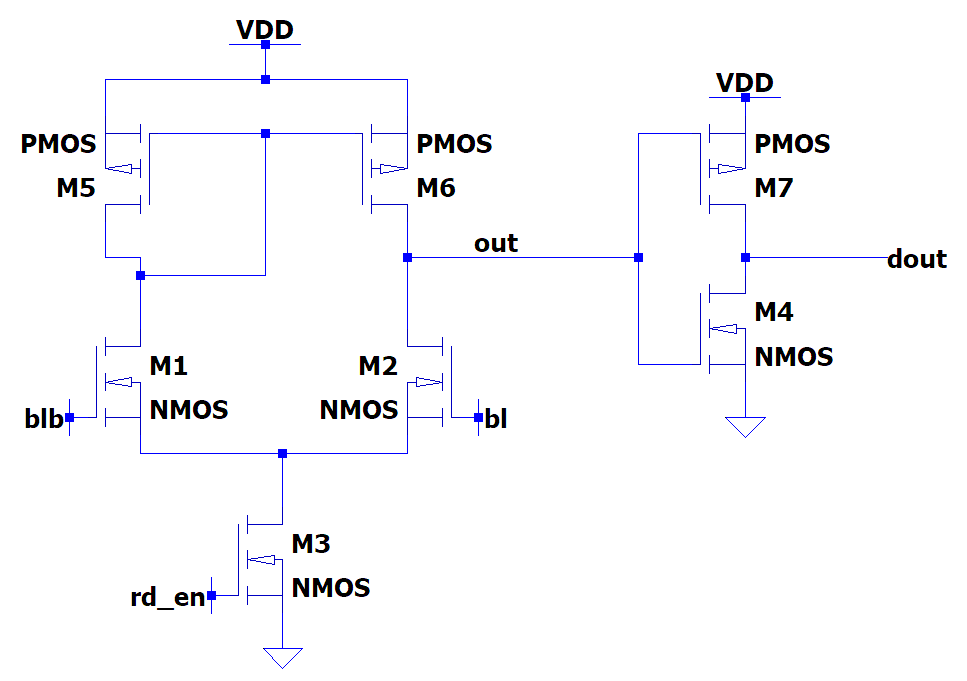 VDD
VDD
PMOS
M5
PMOS
M6
PMOS
M7
out
dout
M4
NMOS
M1
NMOS
M2
NMOS
blb
bl
M3
NMOS
rd_en